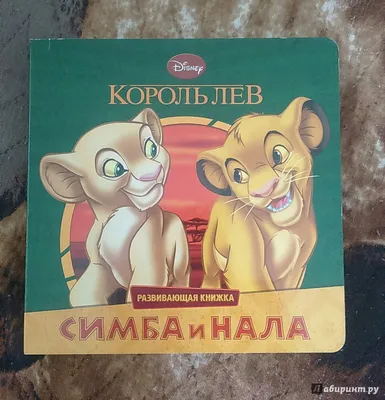 Disney
КОРОЛЬ ЛЕВ
РАЗВИВАЮЩАЯ КНИЖКА
СИМБА и НАЛА
Лабиринт.ру